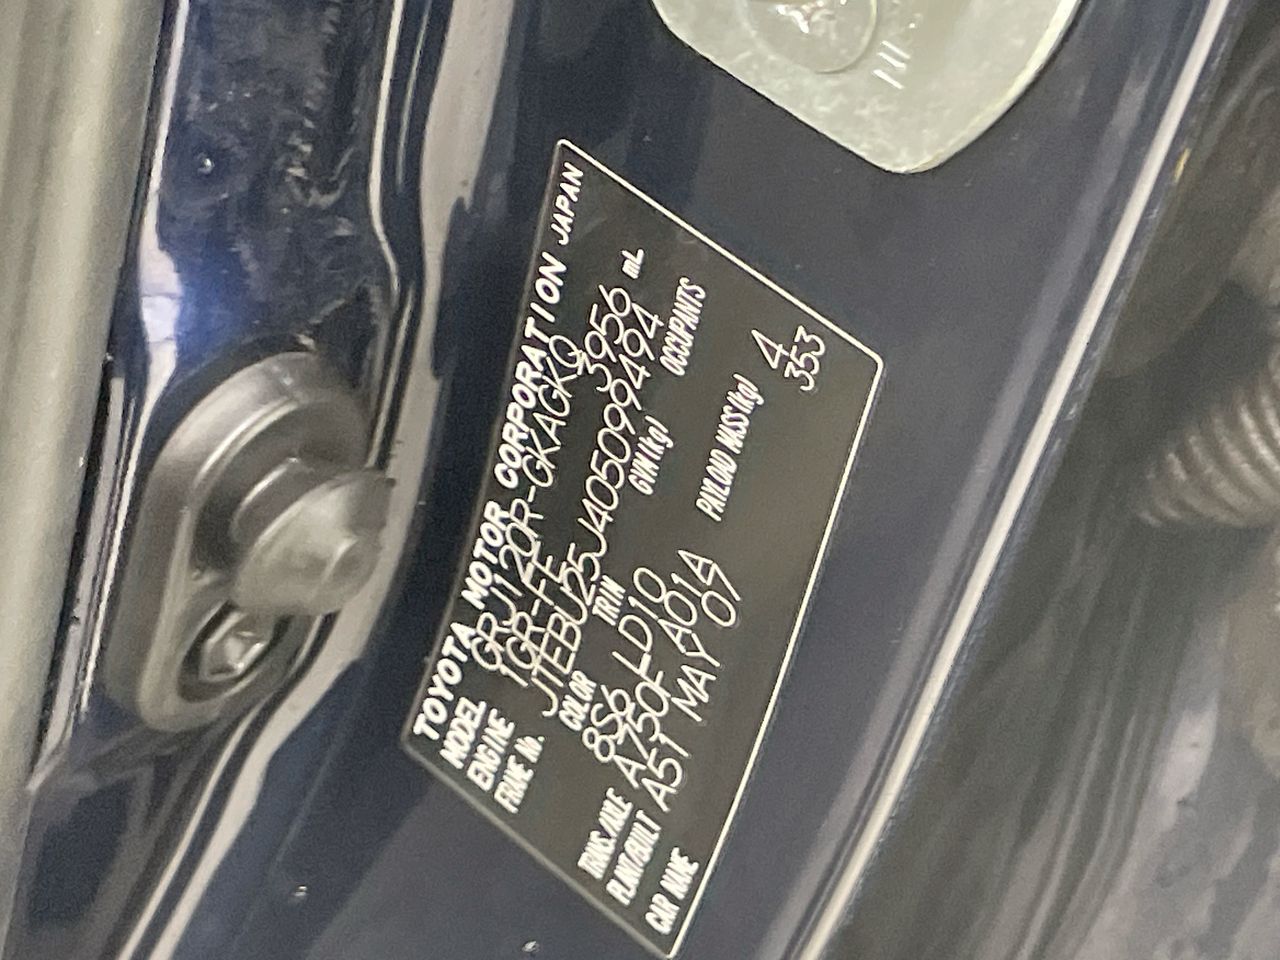 TOYOTA MOTOR CORPORATION JAPAN
MODEL GRJ120R-GKAGKQ
ENGINE 1GR-FE 3956 mL
FRAME No. JTEBU25J405099494
COLOR TRIM GVM(kg) OCCUPANTS
8S6 LD10 4
TRANS./AXLE A750F A01A PAYLOAD MASS(kg) 353
PLANT/BUILT A51 MAY 07
CAR NAME